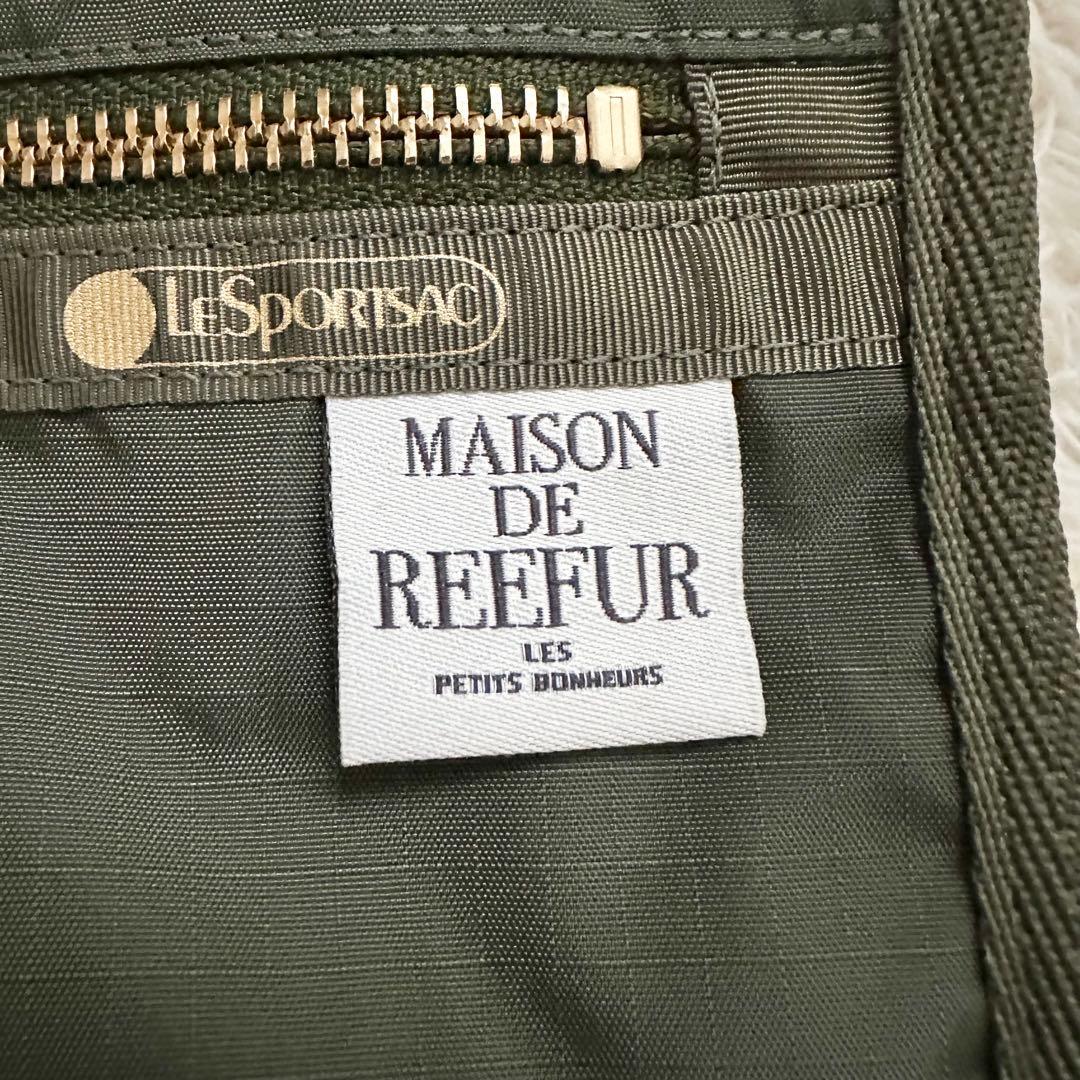 LeSportsac
MAISON
DE
REEFUR
LES
PETITS BONHEURS